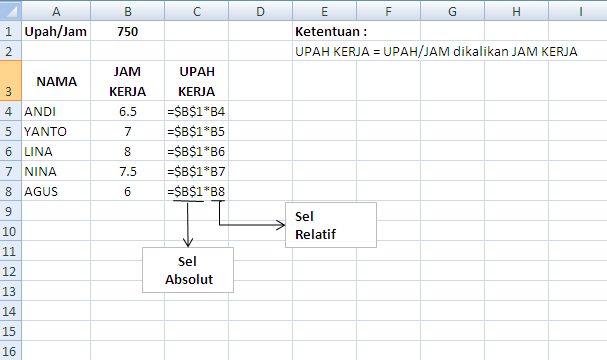 A B C D E F G H I
1 Upah/Jam 750 Ketentuan :
2 UPAH KERJA = UPAH/JAM dikalikan JAM KERJA
3 NAMA JAM KERJA UPAH KERJA
4 ANDI 6.5 =$B$1*B4
5 YANTO 7 =$B$1*B5
6 LINA 8 =$B$1*B6
7 NINA 7.5 =$B$1*B7
8 AGUS 6 =$B$1*B8
9
10 Sel
Relatif
11
12 Sel
Absolut
13
14
15
16